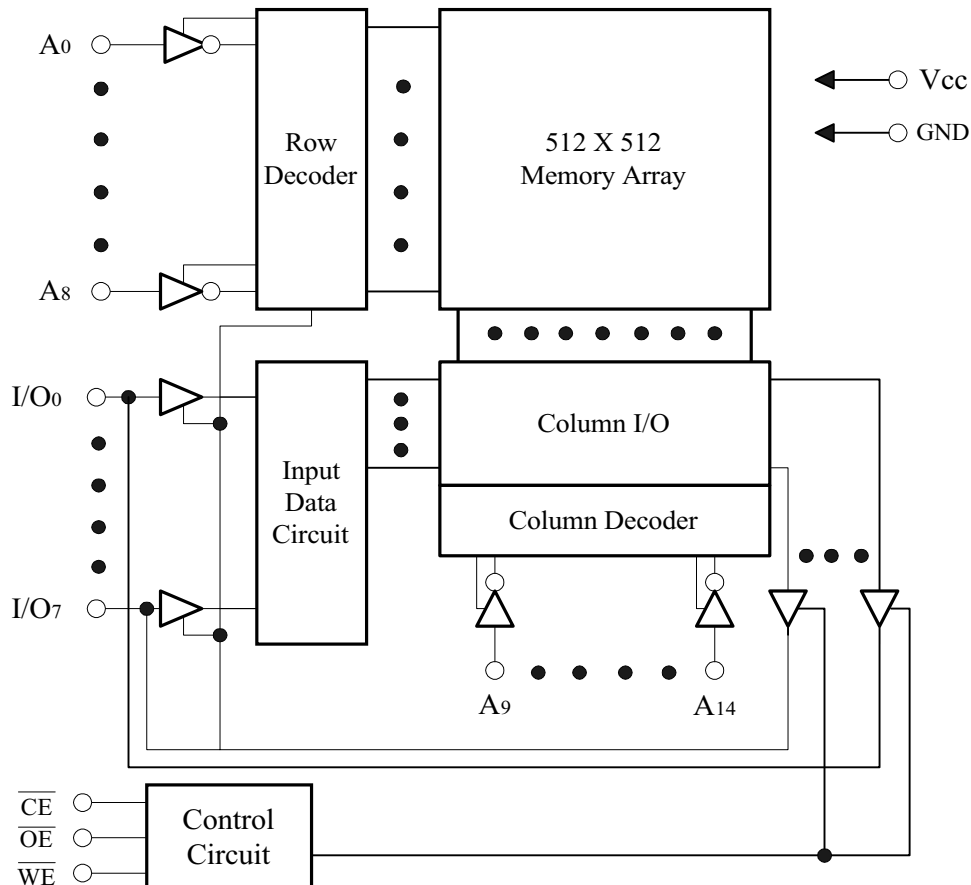 A0
Row
Decoder
512 X 512
Memory Array
Vcc
GND
A8
I/O0
Input
Data
Circuit
Column I/O
Column Decoder
I/O7
A9
A14
CE
OE
WE
Control
Circuit